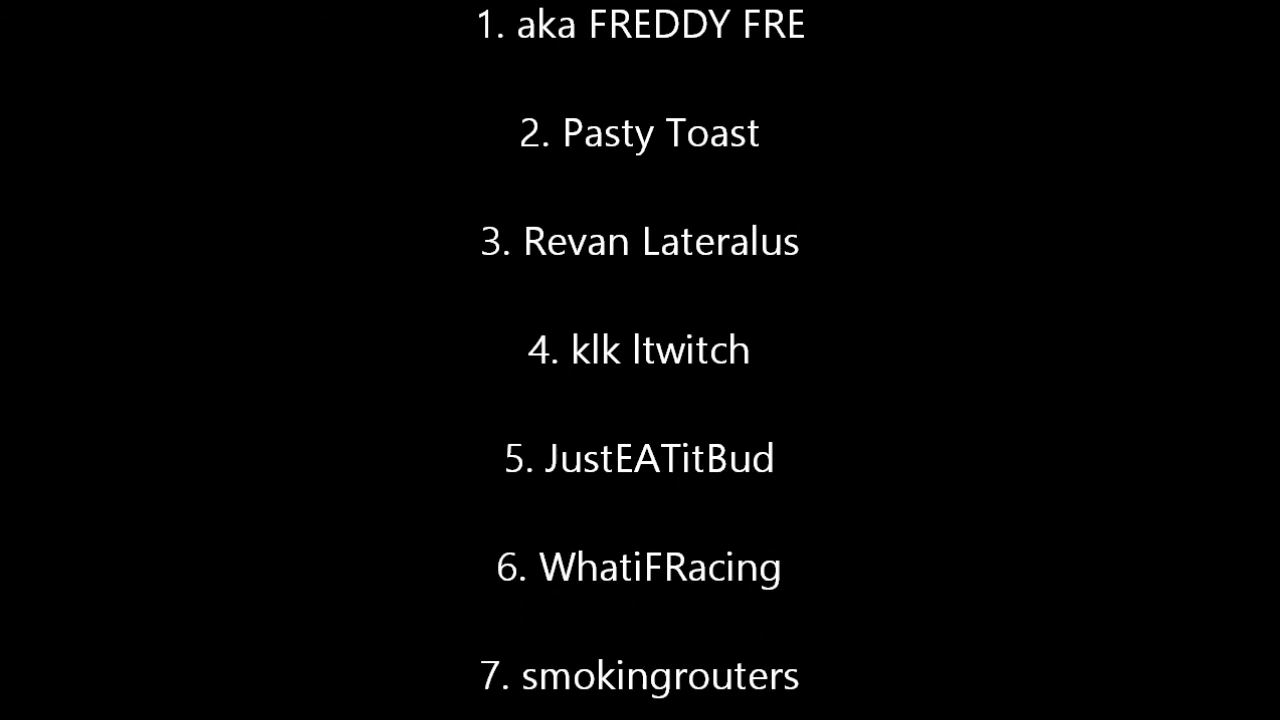 1. aka FREDDY FRE
2. Pasty Toast
3. Revan Lateralus
4. klk ltwitch
5. JustEATitBud
6. WhatiFRacing
7. smokingrouters